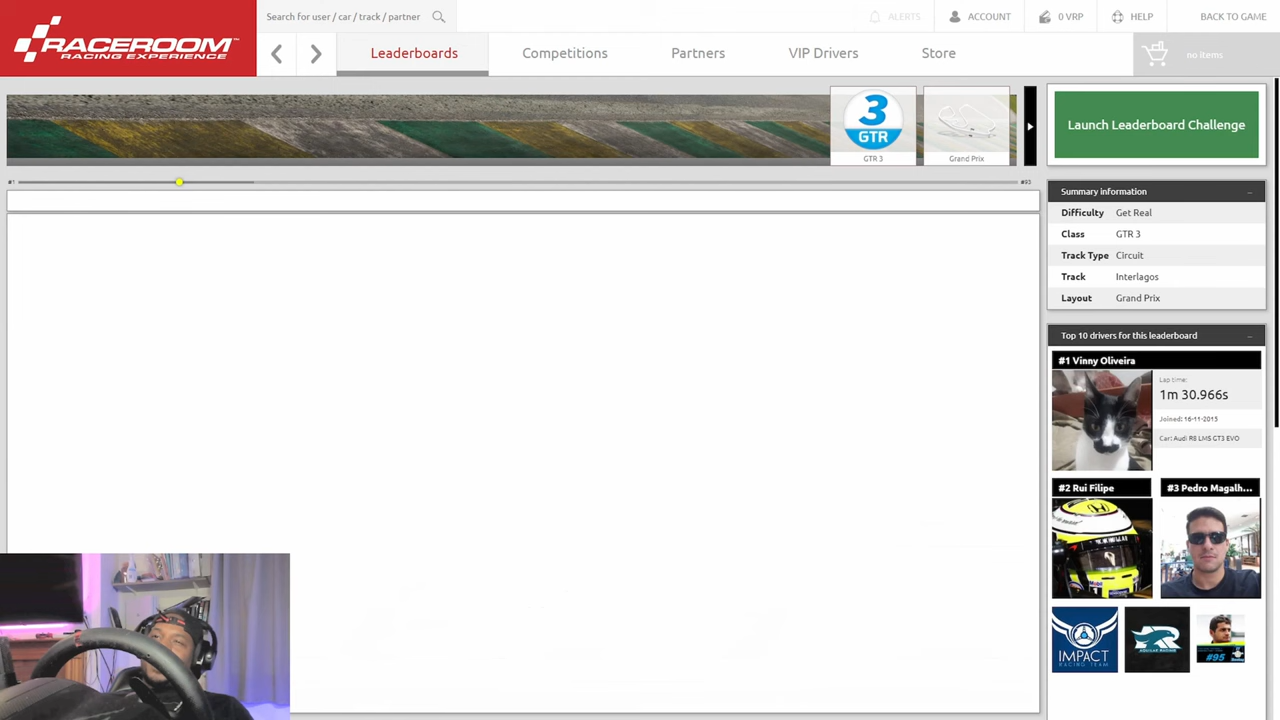 RACEROOM
RACING EXPERIENCE
Search for user / car / track / partner
ALERTS
ACCOUNT
0 VRP
HELP
BACK TO GAME
Leaderboards
Competitions
Partners
VIP Drivers
Store
no items
3
GTR
GTR 3
Grand Prix
Launch Leaderboard Challenge
#1
#93
Summary information
Difficulty Get Real
Class GTR 3
Track Type Circuit
Track Interlagos
Layout Grand Prix
Top 10 drivers for this leaderboard
#1 Vinny Oliveira
Lap time:
1m 30.966s
Joined: 16-11-2015
Car: Audi R8 LMS GT3 EVO
#2 Rui Filipe
#3 Pedro Magalh...
IMPACT
RACING TEAM
#95